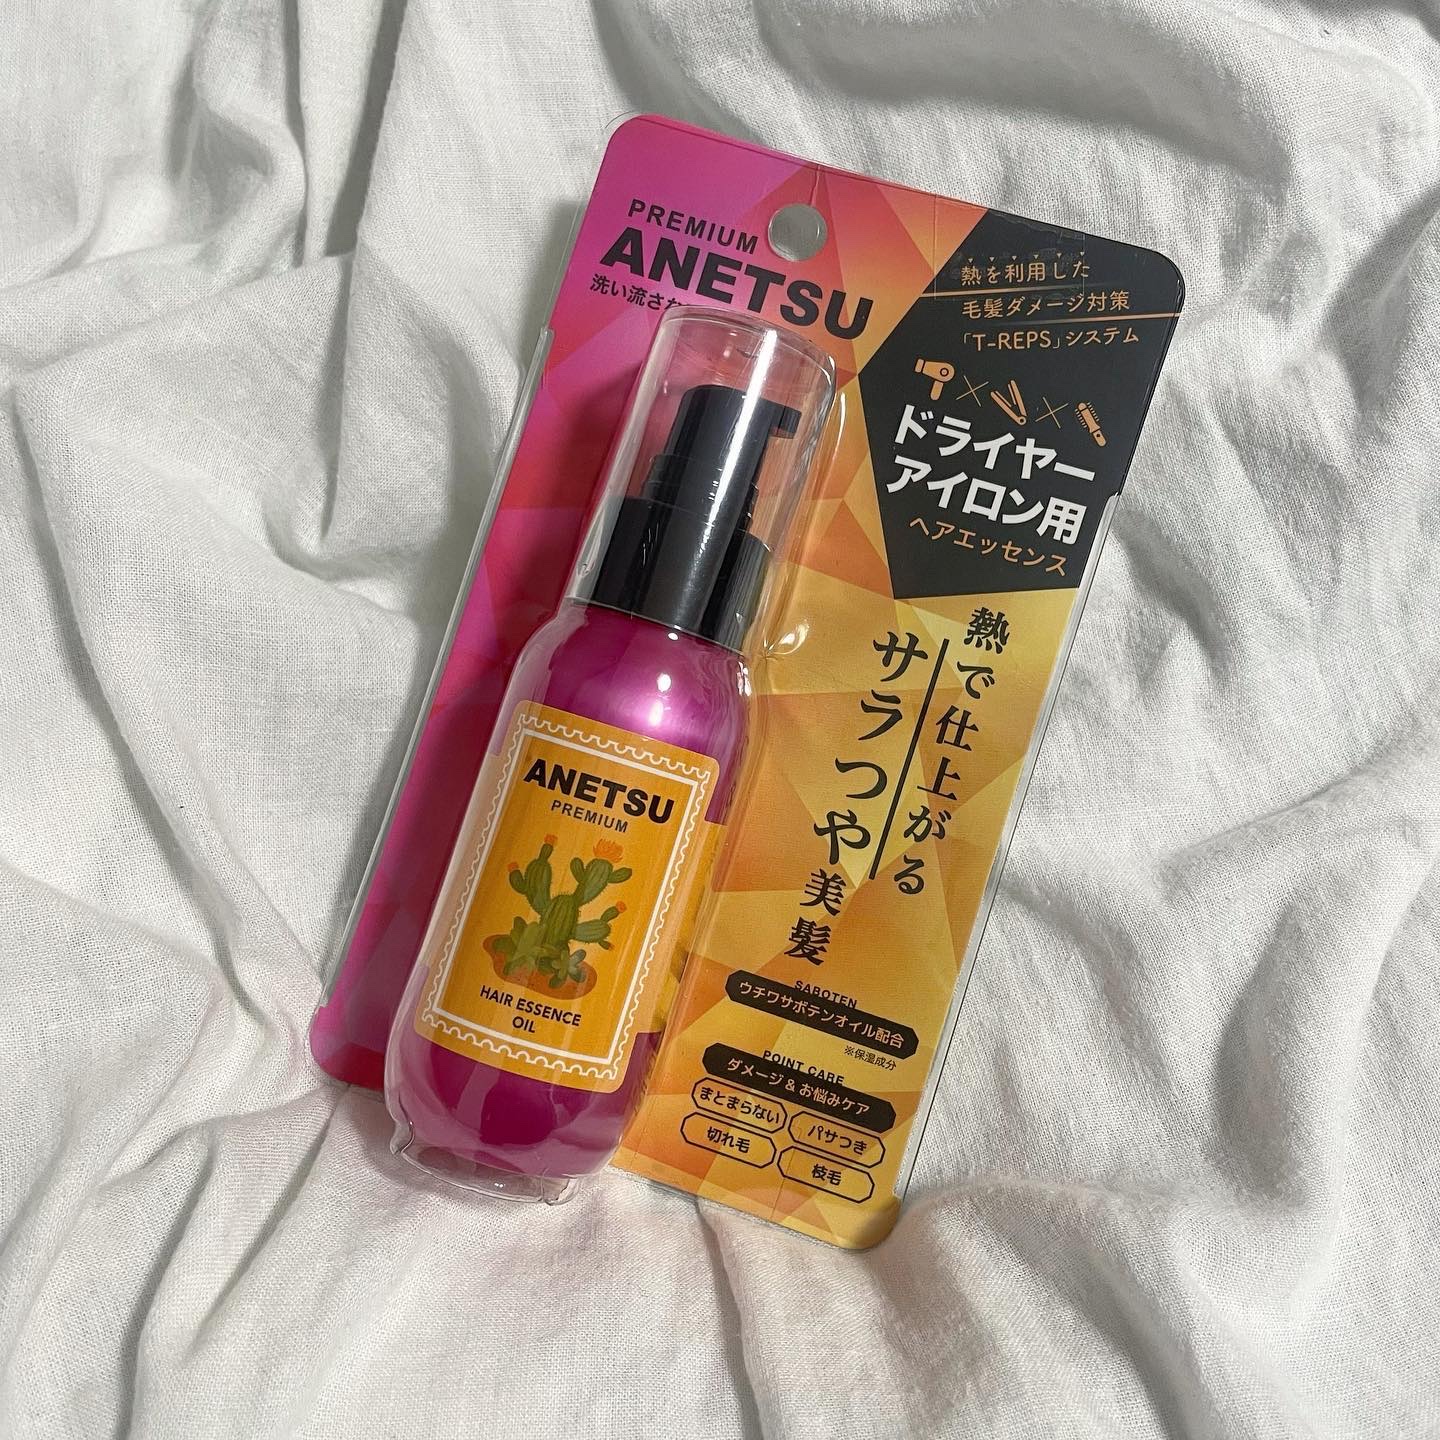 PREMIUM
ANETSU
洗い流さな
熱を利用した
毛髪ダメージ対策
「T-REPS」システム
ドライヤー
アイロン用
ヘアエッセンス
熱で仕上がる
サラつや美髪
SABOTEN
ウチワサボテンオイル配合
※保湿成分
POINT CARE
ダメージ&お悩みケア
まとまらない
パサつき
切れ毛
枝毛
ANETSU
PREMIUM
HAIR ESSENCE
OIL